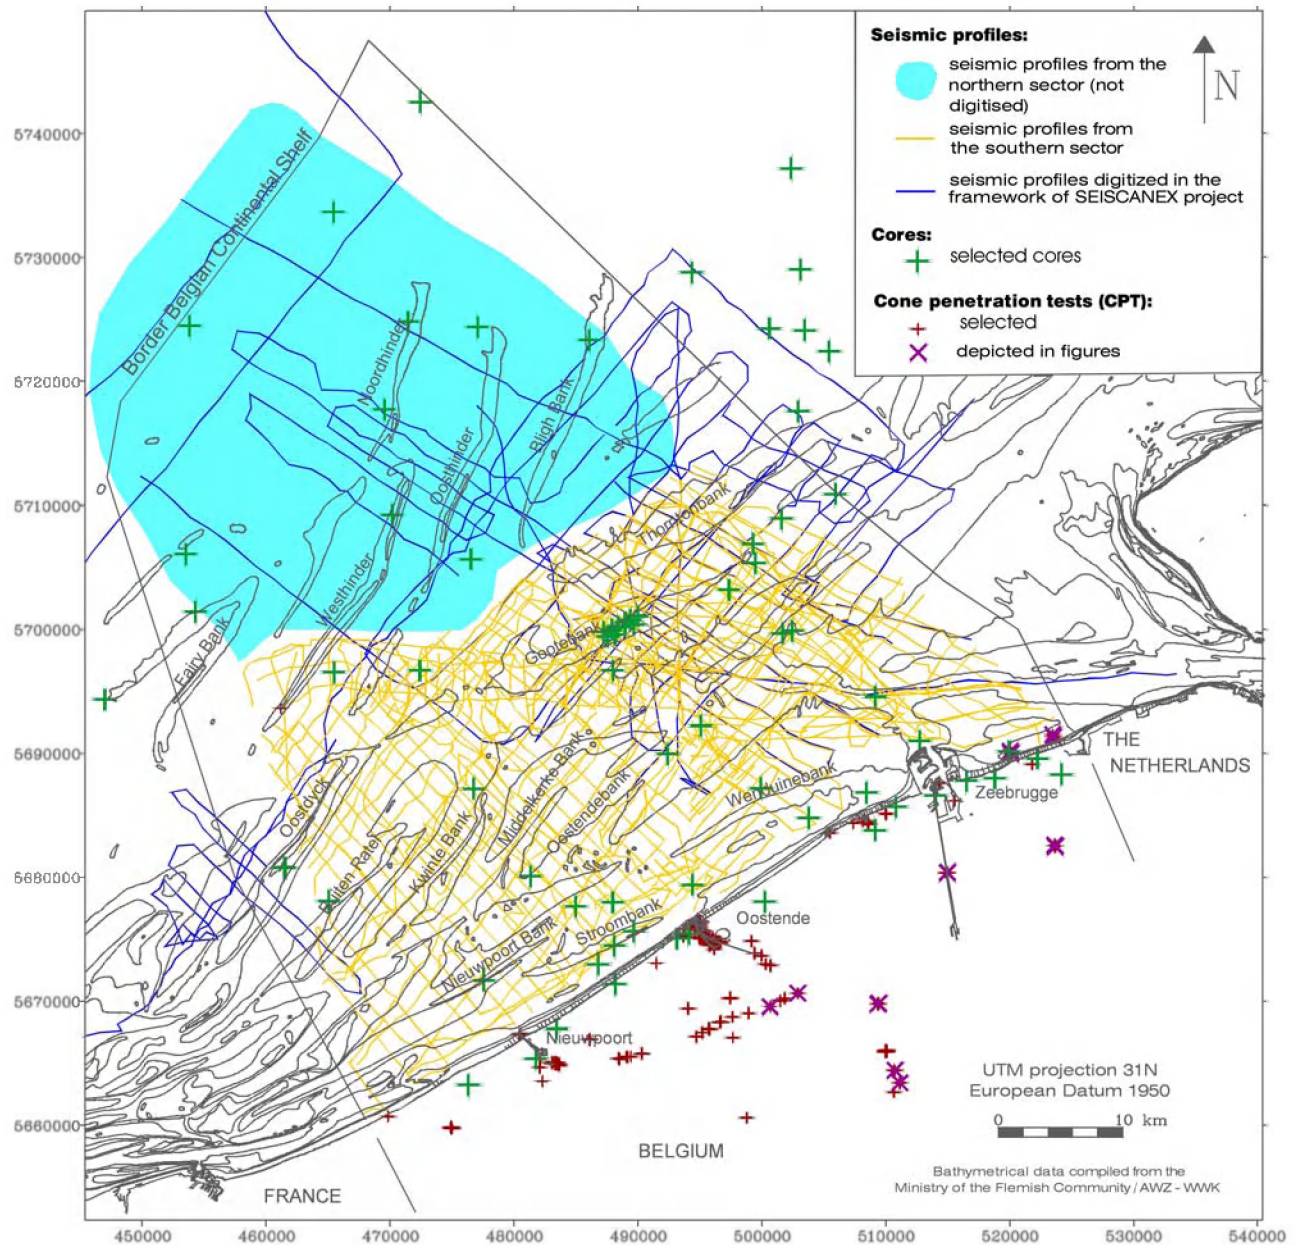 Seismic profiles:
seismic profiles from the
northern sector (not
digitised)
seismic profiles from
the southern sector
seismic profiles digitized in the
framework of SEISCANEX project
Cores:
selected cores
Cone penetration tests (CPT):
selected
depicted in figures
N
5740000
5730000
5720000
5710000
5700000
5690000
5680000
5670000
5660000
Border Belgian Continental Shelf
Noordhinder
Oosthinder
Bligh Bank
Westhinder
Fairy Bank
Thorntonbank
Gootebank
Oostdyck
Buiten Ratel
Kwinte Bank
Middelkerke Bank
Oostendebank
Wenduinebank
Nieuwpoort Bank
Stroombank
THE
NETHERLANDS
Zeebrugge
Oostende
Nieuwpoort
BELGIUM
FRANCE
UTM projection 31N
European Datum 1950
0 10 km
Bathymetrical data compiled from the
Ministry of the Flemish Community / AWZ - WWK
450000 460000 470000 480000 490000 500000 510000 520000 530000 540000